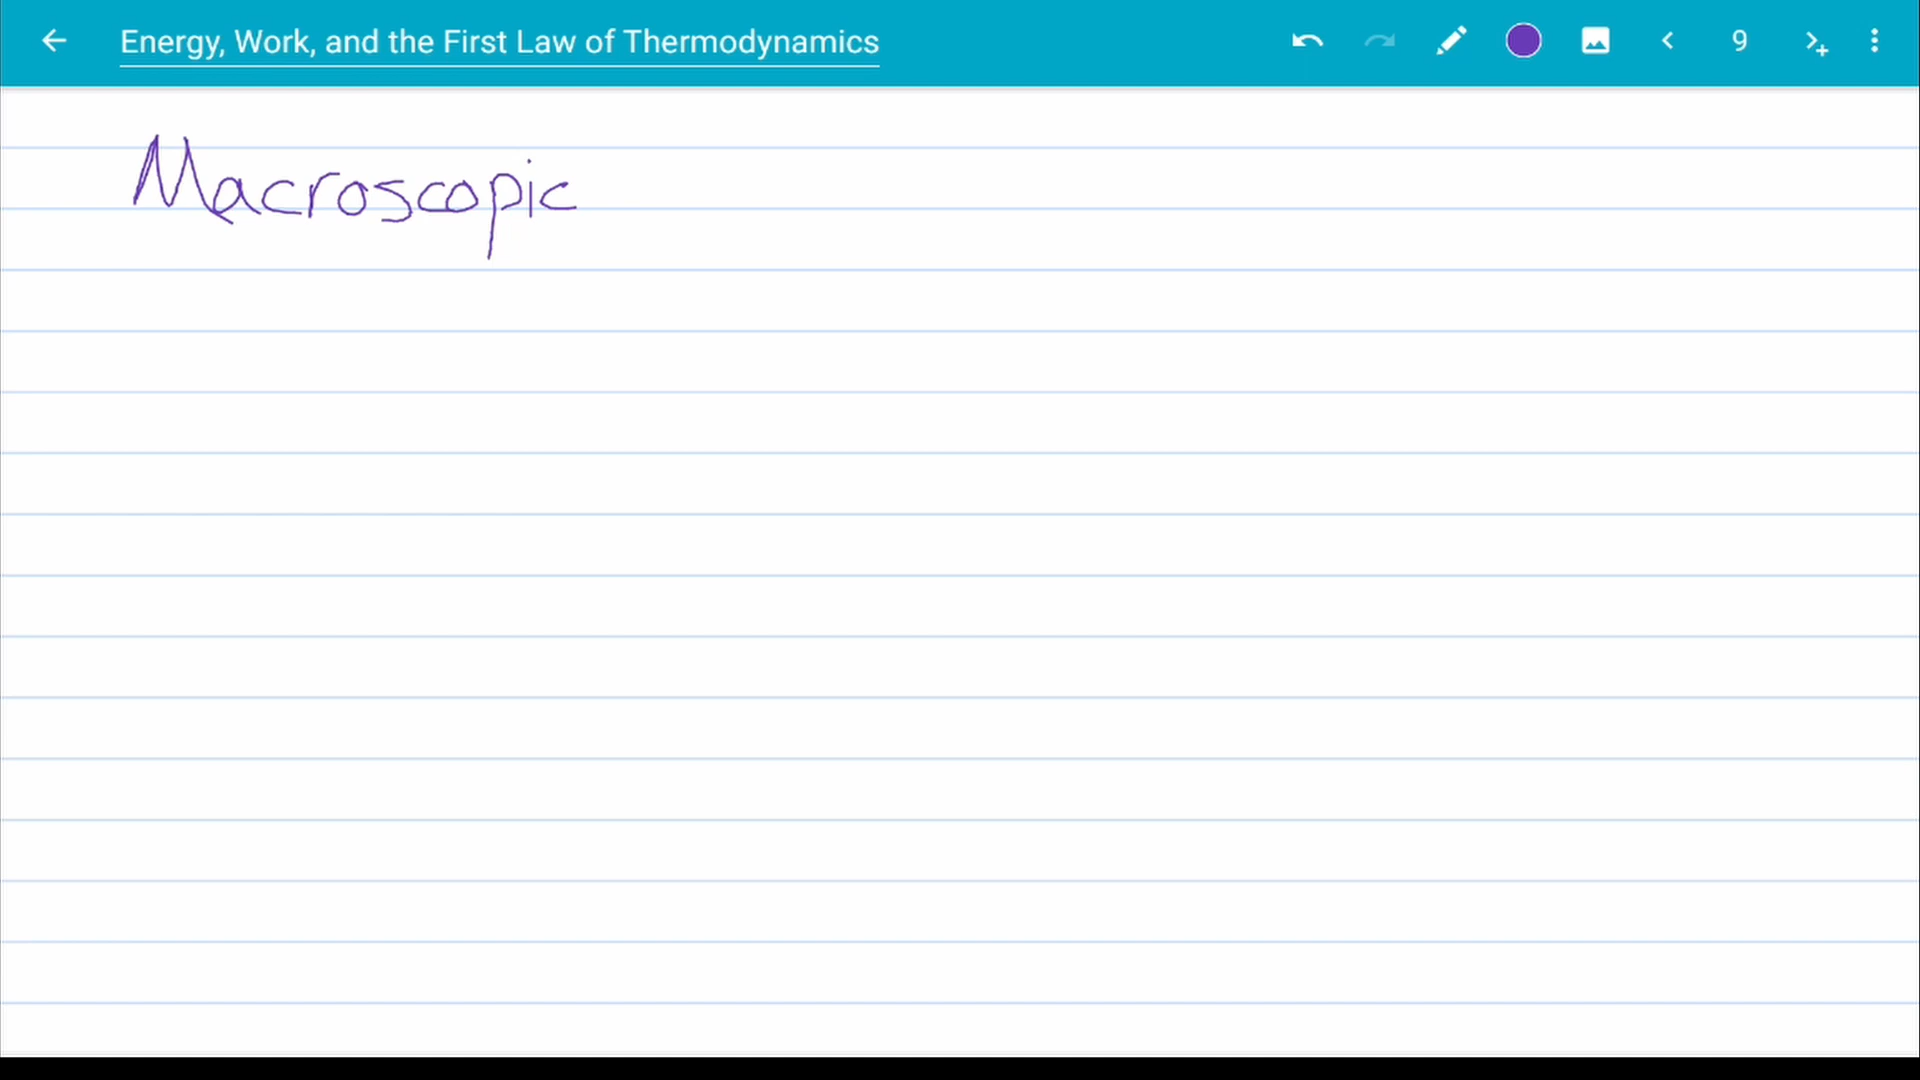 Energy, Work, and the First Law of Thermodynamics 9
Macroscopic